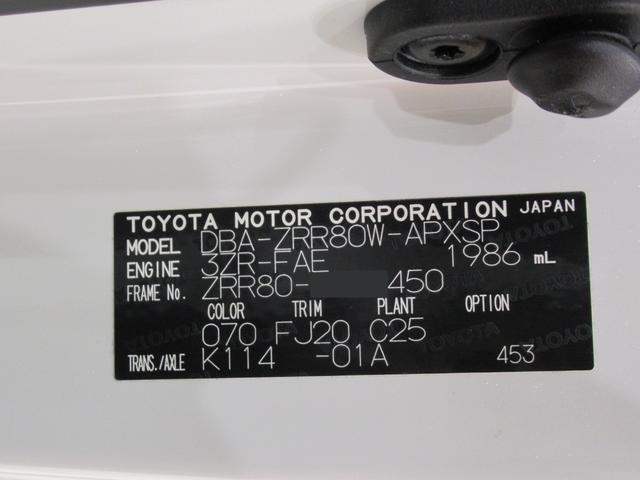 TOYOTA MOTOR CORPORATION JAPAN
MODEL DBA-ZRR80W-APXSP
ENGINE 3ZR-FAE 1986 mL
FRAME No. ZRR80- 450
COLOR TRIM PLANT OPTION
070 FJ20 C25
TRANS./AXLE K114 -01A 453